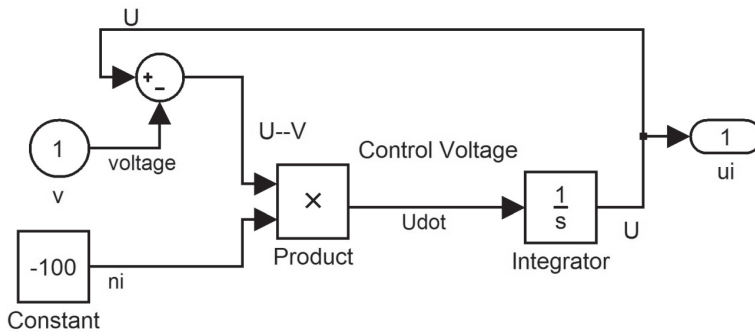 U
+
−
1
voltage
v
U--V
Control Voltage
×
Product
Udot
1
s
Integrator
U
1
ui
-100
ni
Constant